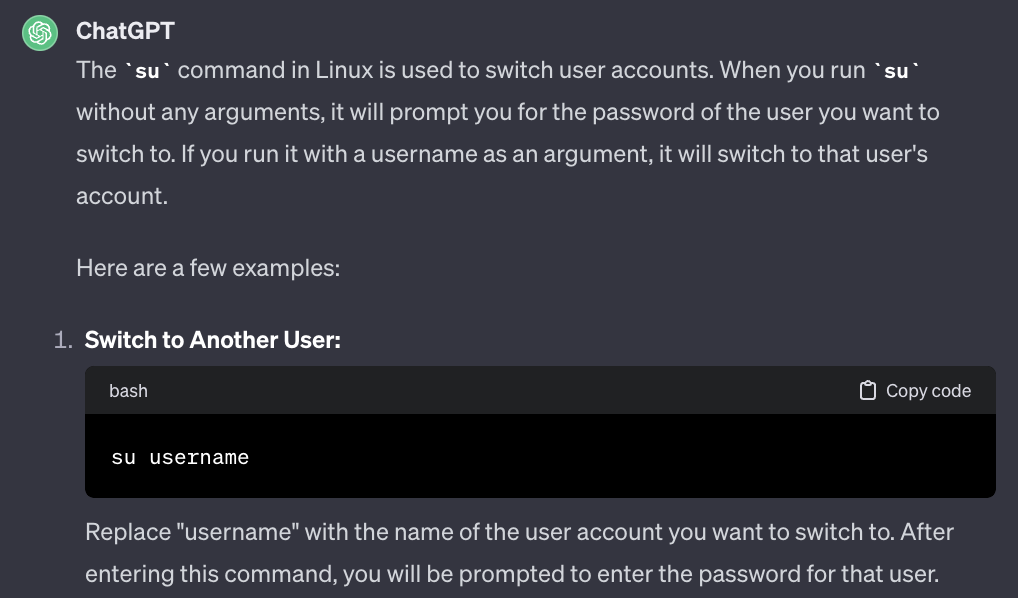 ChatGPT
The `su` command in Linux is used to switch user accounts. When you run `su`
without any arguments, it will prompt you for the password of the user you want to
switch to. If you run it with a username as an argument, it will switch to that user's
account.
Here are a few examples:
1. Switch to Another User:
bash Copy code
su username
Replace "username" with the name of the user account you want to switch to. After
entering this command, you will be prompted to enter the password for that user.